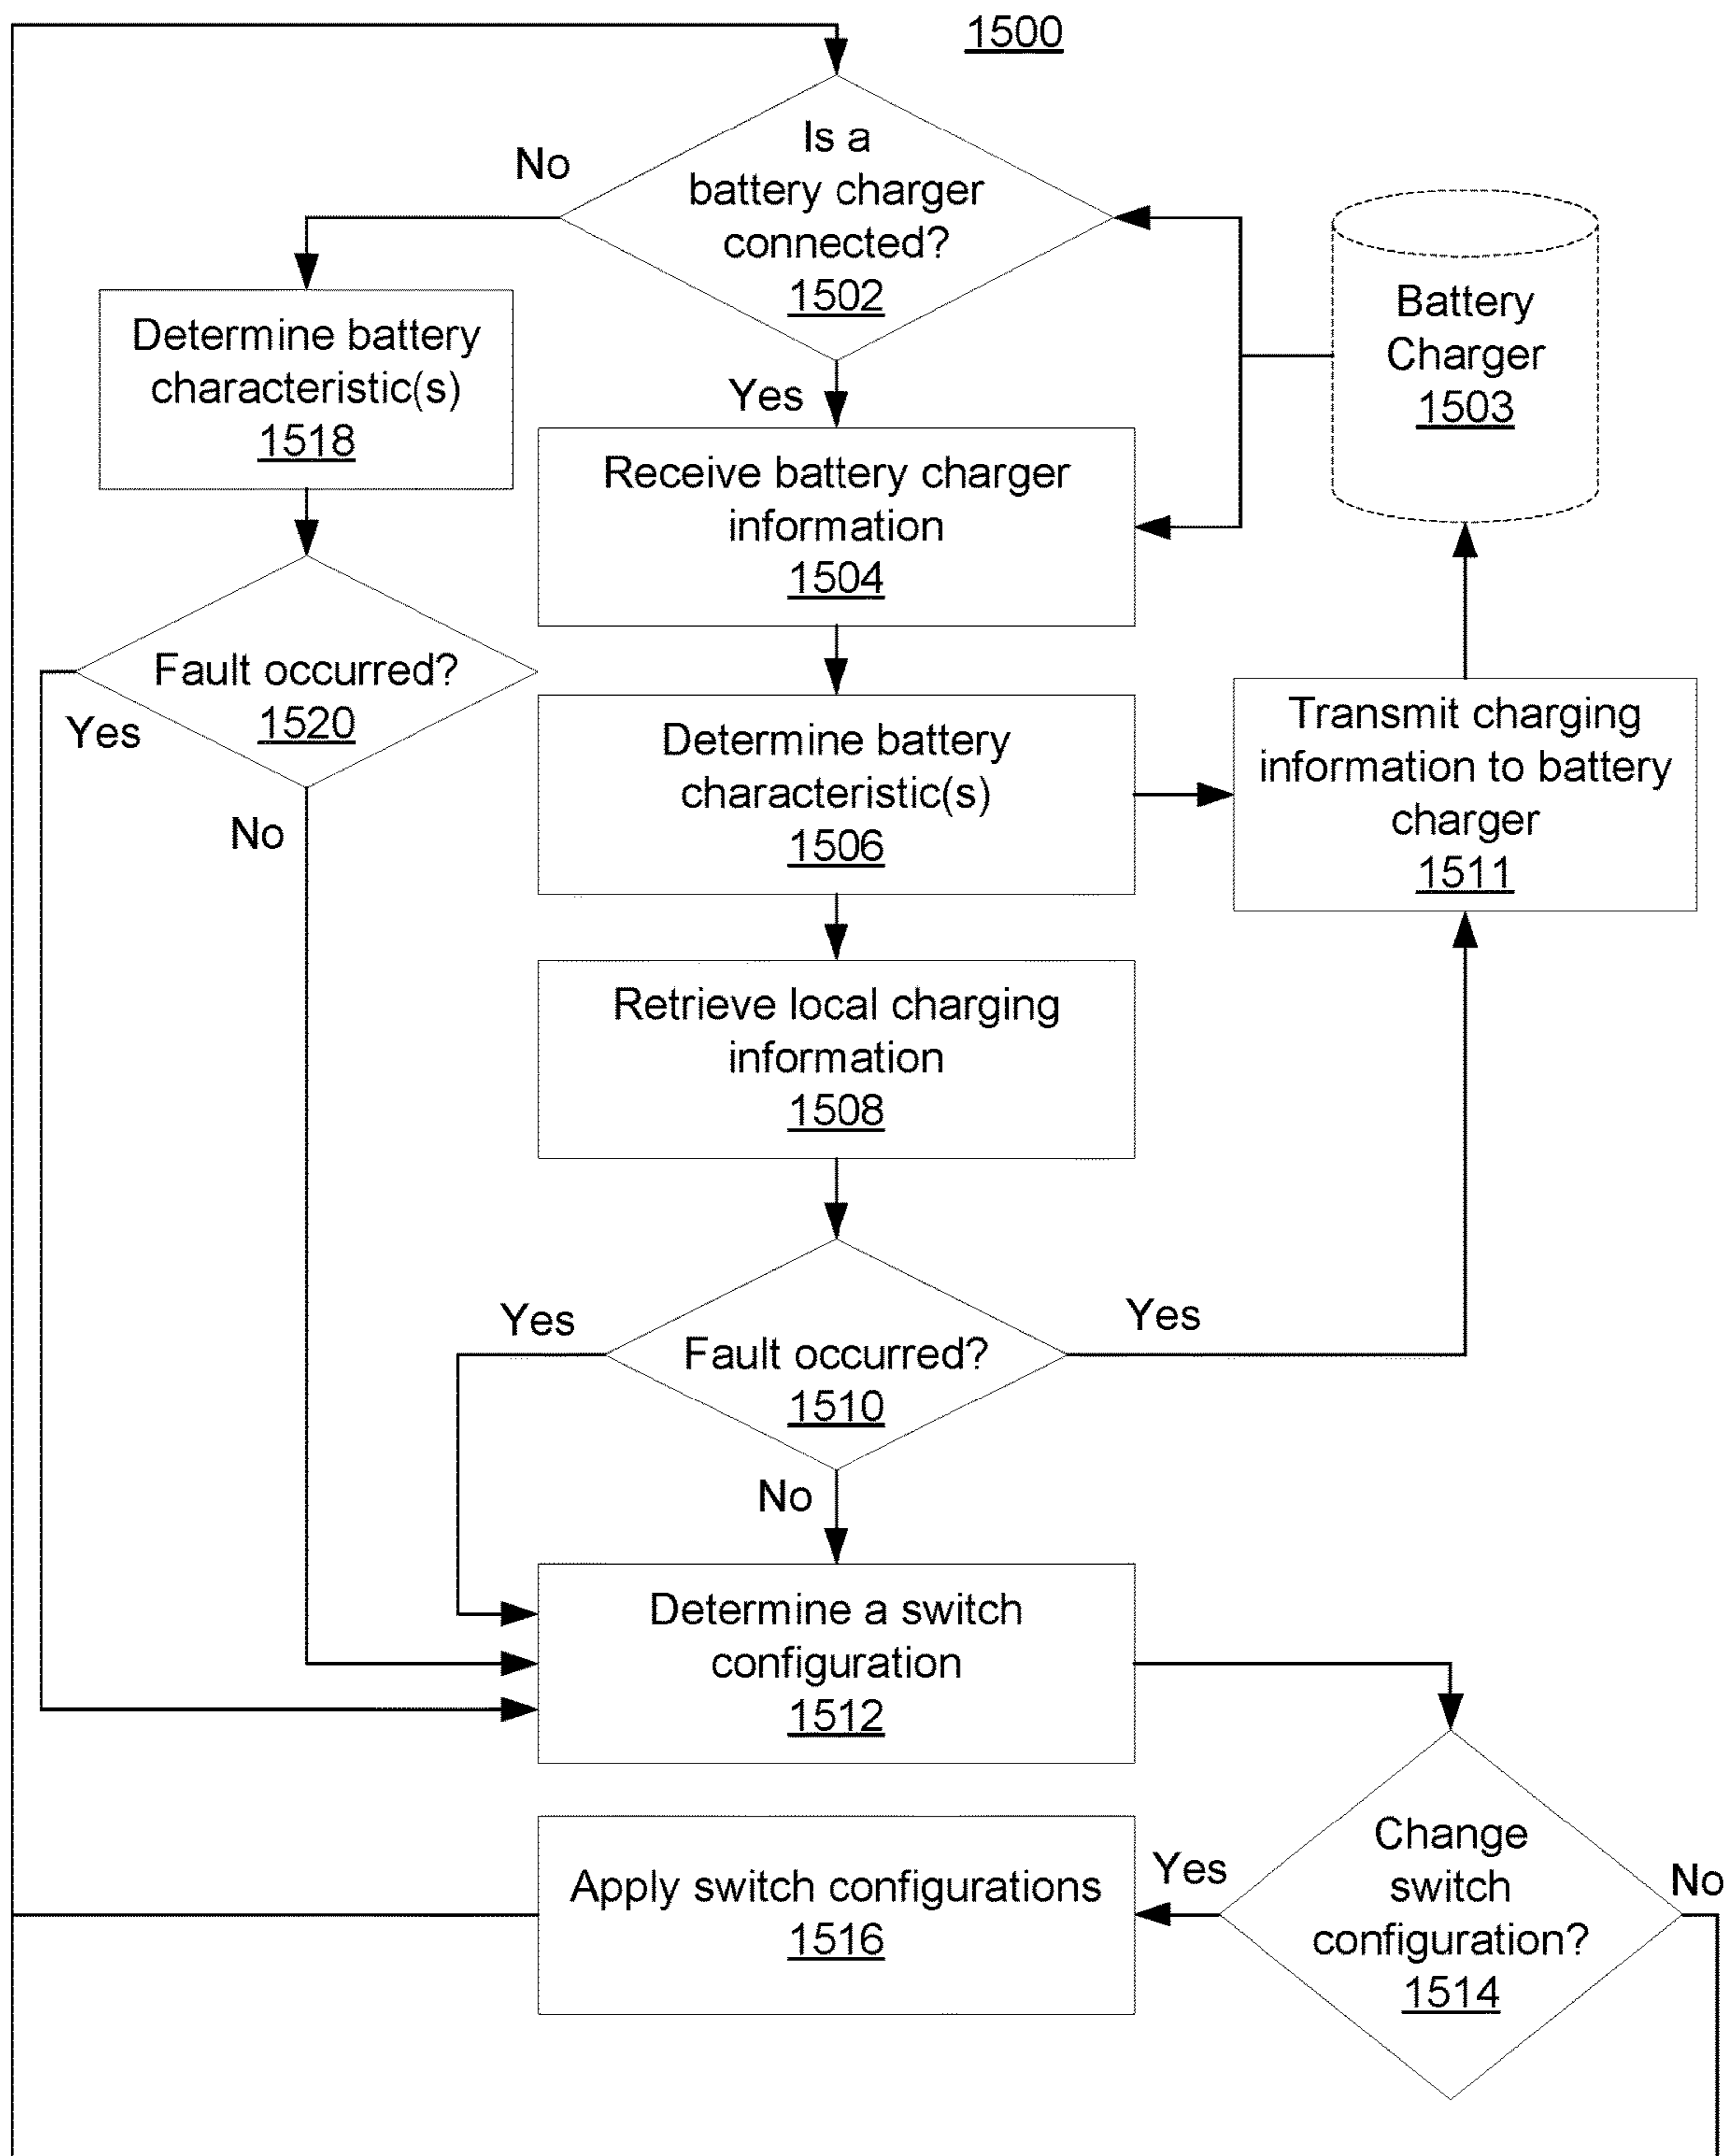 1500
Is a
battery charger
connected?
1502
No
Yes
Battery
Charger
1503
Determine battery
characteristic(s)
1518
Receive battery charger
information
1504
Fault occurred?
1520
Yes
No
Determine battery
characteristic(s)
1506
Transmit charging
information to battery
charger
1511
Retrieve local charging
information
1508
Yes
Fault occurred?
1510
Yes
No
Determine a switch
configuration
1512
Change
switch
configuration?
1514
Yes
No
Apply switch configurations
1516